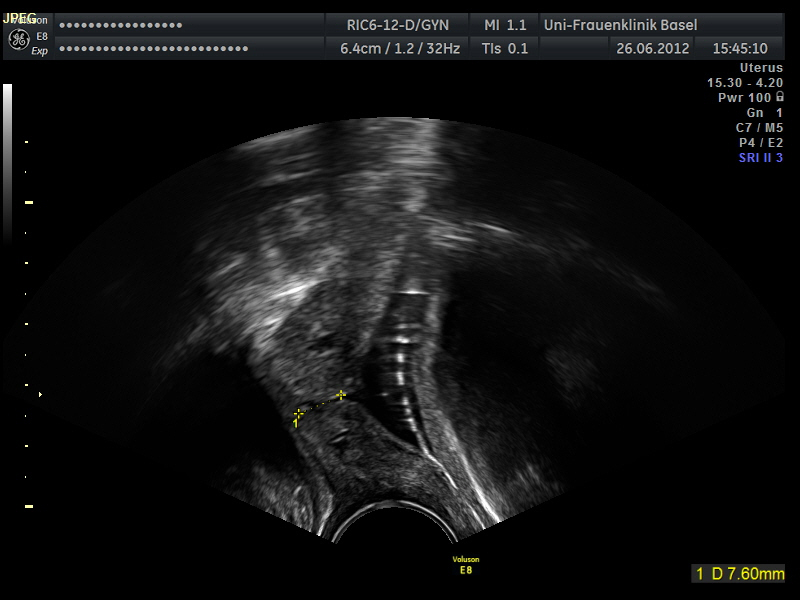 JPEG
Voluson
E8
Exp
RIC6-12-D/GYN
MI 1.1
Uni-Frauenklinik Basel
6.4cm / 1.2 / 32Hz
TIs 0.1
26.06.2012
15:45:10
Uterus
15.30 - 4.20
Pwr 100
Gn 1
C7 / M5
P4 / E2
SRI II 3
1
Voluson
E8
1 D 7.60mm